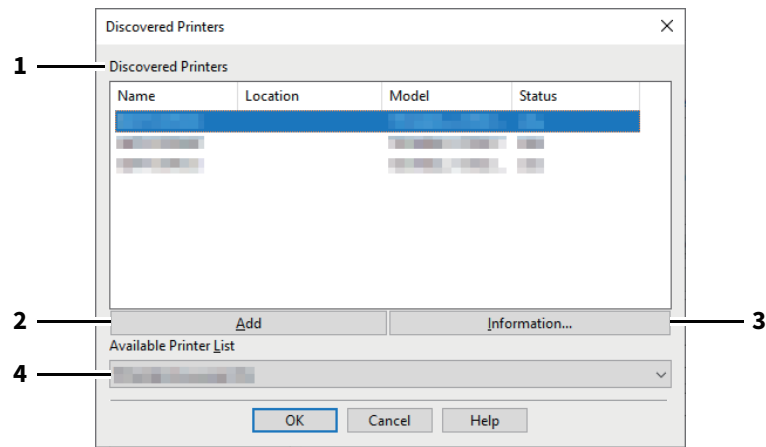 Discovered Printers
1 Discovered Printers
Name Location Model Status
2 Add Information... 3
Available Printer List
4
OK Cancel Help